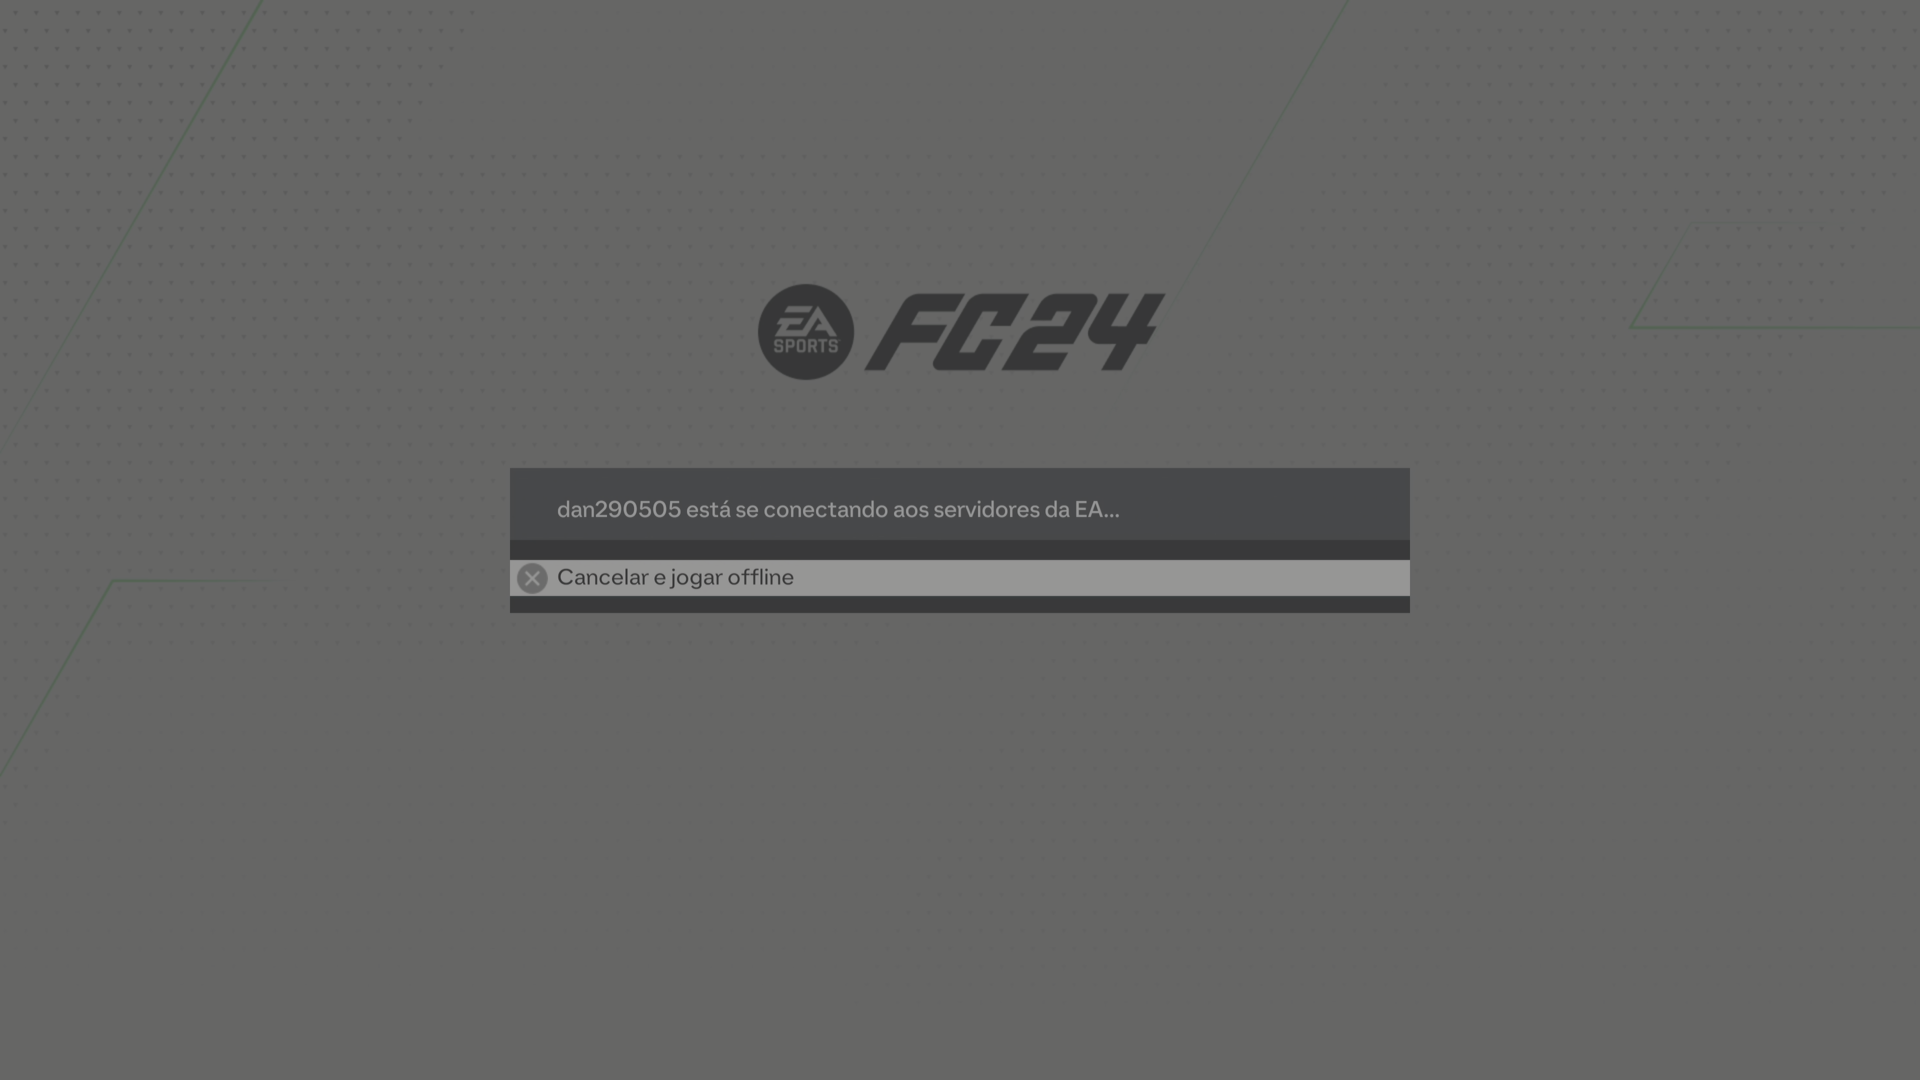 EA SPORTS FC24
dan290505 está se conectando aos servidores da EA...
Cancelar e jogar offline